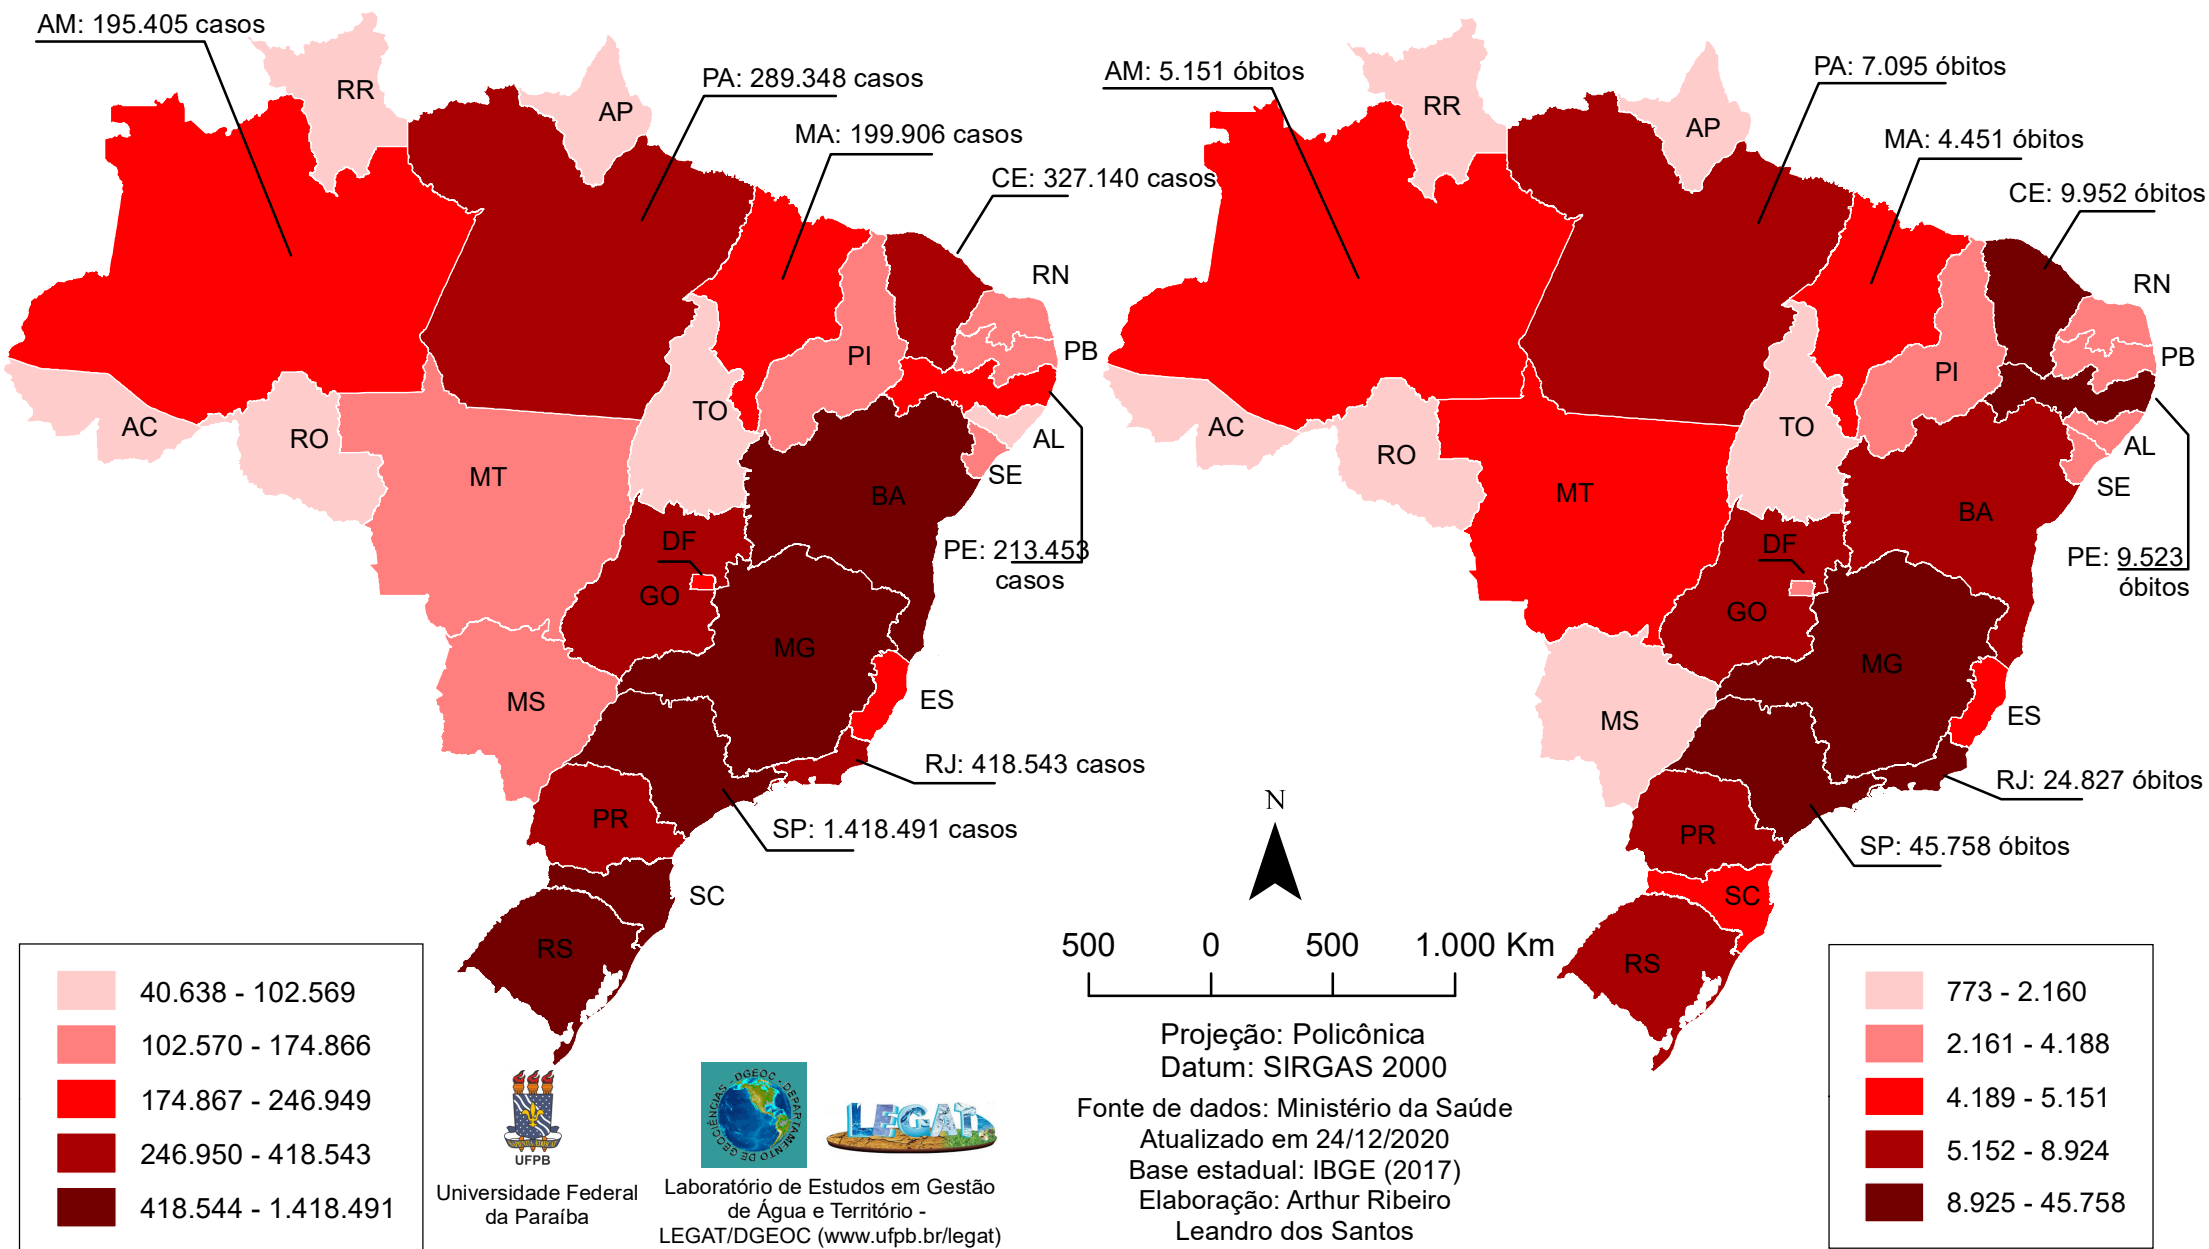 AM: 195.405 casos
RR
AP
PA: 289.348 casos
MA: 199.906 casos
CE: 327.140 casos
RN
PB
PI
TO
AC
RO
MT
AL
SE
BA
DF
PE: 213.453
casos
GO
MG
MS
ES
RJ: 418.543 casos
PR
SP: 1.418.491 casos
SC
RS
40.638 - 102.569
102.570 - 174.866
174.867 - 246.949
246.950 - 418.543
418.544 - 1.418.491
UFPB
Universidade Federal
da Paraíba
DGEOC - DEPARTAMENTO DE GEOCIÊNCIAS -
LEGAT
Laboratório de Estudos em Gestão
de Água e Território -
LEGAT/DGEOC (www.ufpb.br/legat)
AM: 5.151 óbitos
RR
AP
PA: 7.095 óbitos
MA: 4.451 óbitos
CE: 9.952 óbitos
RN
PB
PI
TO
AC
RO
MT
AL
SE
BA
DF
PE: 9.523
óbitos
GO
MG
MS
ES
RJ: 24.827 óbitos
PR
SP: 45.758 óbitos
SC
RS
N
500 0 500 1.000 Km
Projeção: Policônica
Datum: SIRGAS 2000
Fonte de dados: Ministério da Saúde
Atualizado em 24/12/2020
Base estadual: IBGE (2017)
Elaboração: Arthur Ribeiro
Leandro dos Santos
773 - 2.160
2.161 - 4.188
4.189 - 5.151
5.152 - 8.924
8.925 - 45.758